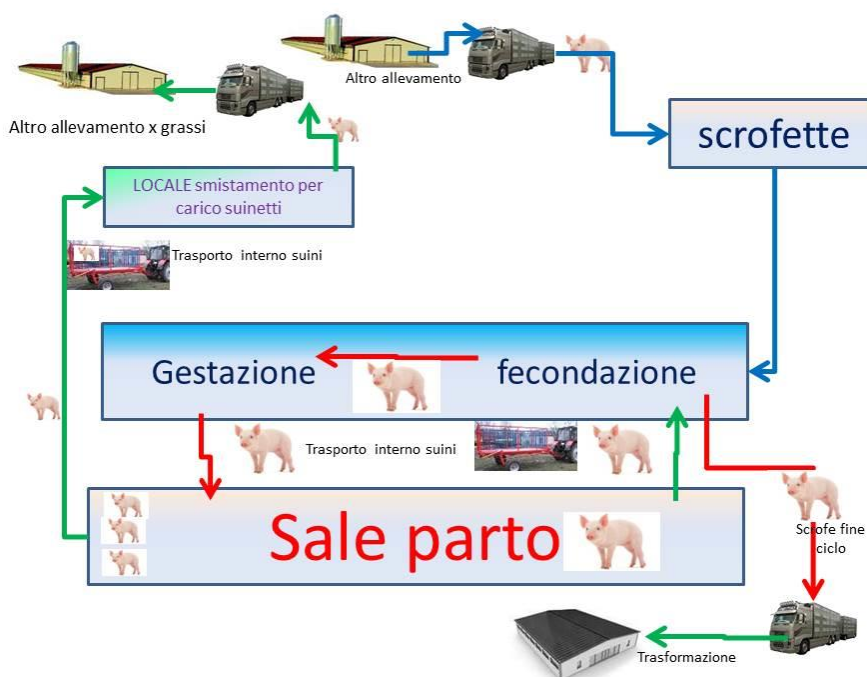 Altro allevamento
Altro allevamento x grassi
scrofette
LOCALE smistamento per
carico suinetti
Trasporto interno suini
Gestazione
fecondazione
Trasporto interno suini
Sale parto
Scrofe fine
ciclo
Trasformazione